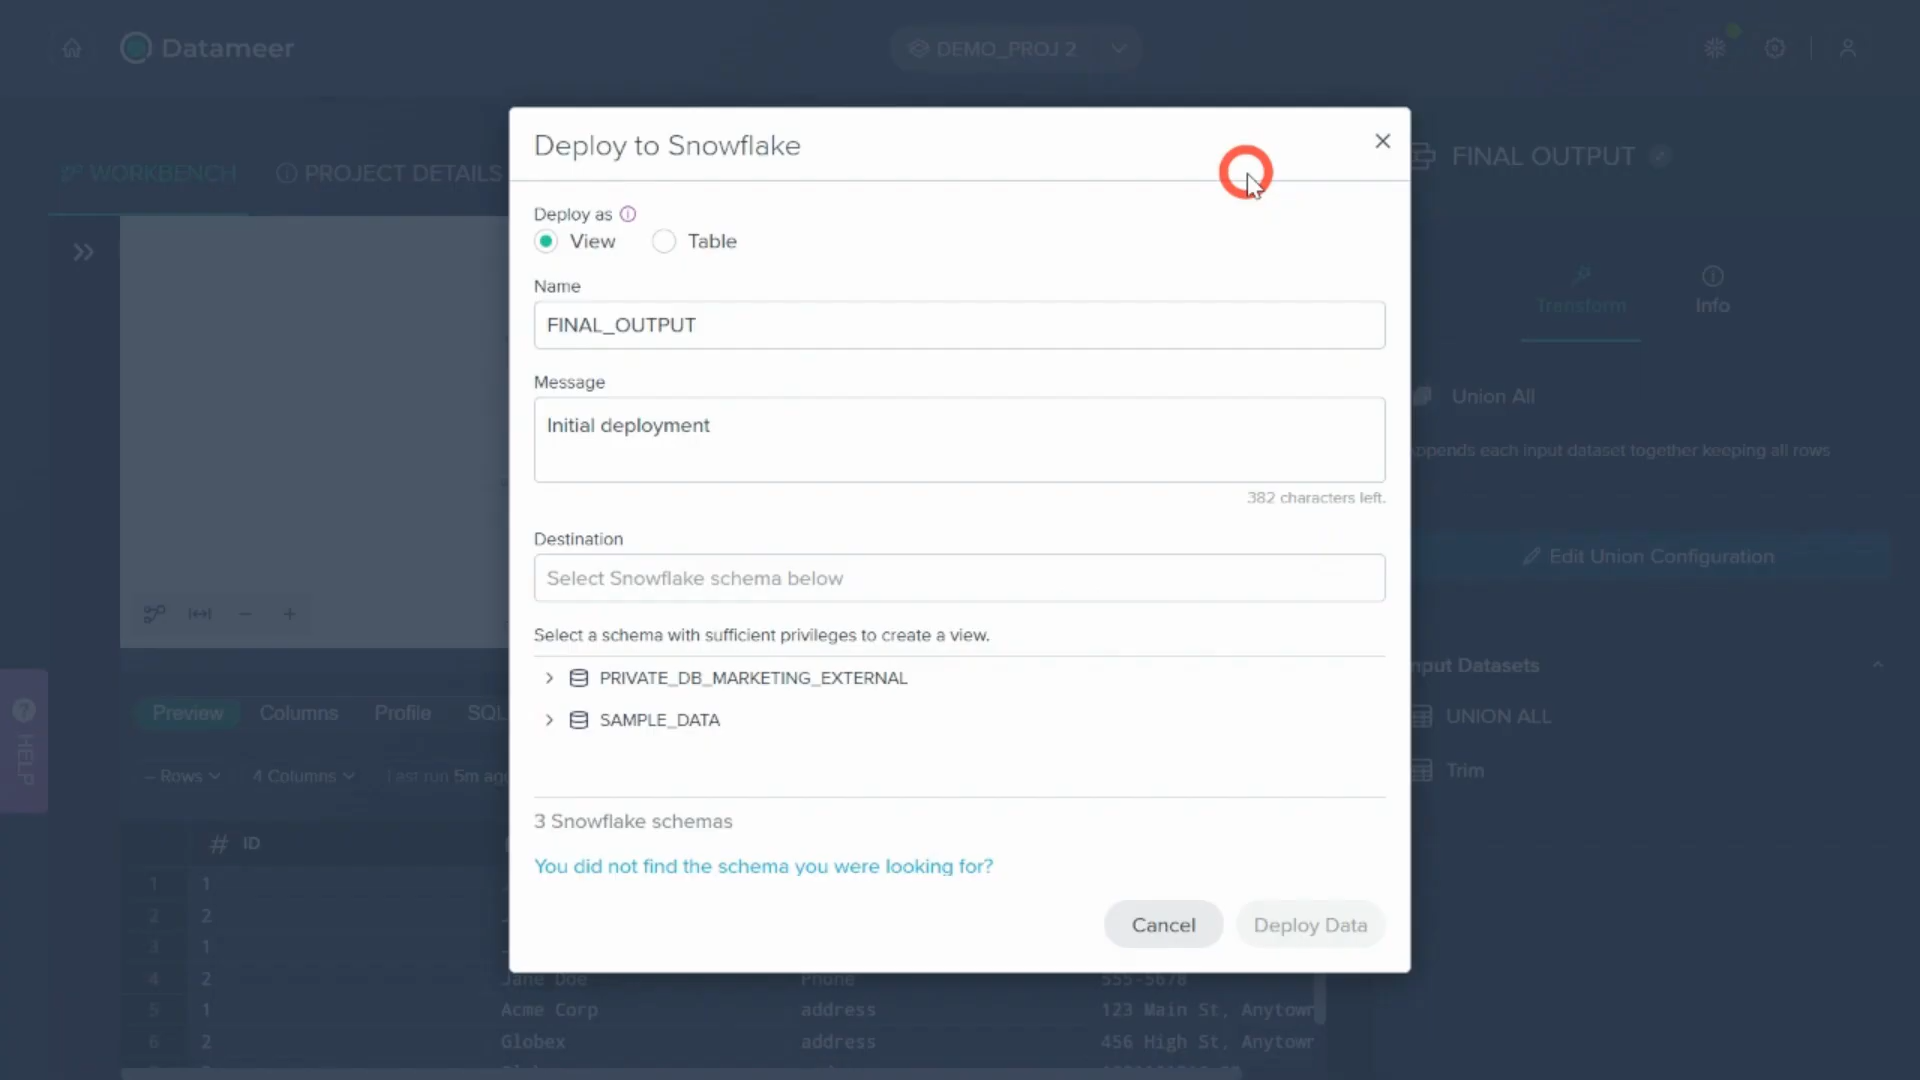 Datameer
DEMO_PROJ 2
WORKBENCH
PROJECT DETAILS
FINAL OUTPUT
Deploy to Snowflake
Deploy as
View
Table
Name
FINAL_OUTPUT
Message
Initial deployment
382 characters left.
Destination
Select Snowflake schema below
Select a schema with sufficient privileges to create a view.
PRIVATE_DB_MARKETING_EXTERNAL
SAMPLE_DATA
3 Snowflake schemas
You did not find the schema you were looking for?
Cancel
Deploy Data
Transform
Info
Union All
each input dataset together keeping all rows
Edit Union Configuration
Datasets
UNION ALL
Trim
HELP
Preview
Columns
Profile
SQL
– Rows
4 Columns
Last run 5m
# ID
1 1
2 2
3 1
4 2 Jane Doe Phone 555-5678
5 1 Acme Corp address 123 Main St, Anytown
6 2 Globex address 456 High St, Anytown